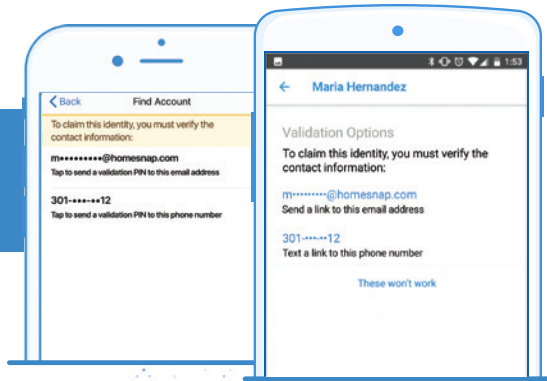 Back Find Account
To claim this identity, you must verify the
contact information:
m•••••••••@homesnap.com
Tap to send a validation PIN to this email address
301-•••-••12
Tap to send a validation PIN to this phone number
1:53
Maria Hernandez
Validation Options
To claim this identity, you must verify the
contact information:
m·········@homesnap.com
Send a link to this email address
301-···-··12
Text a link to this phone number
These won't work